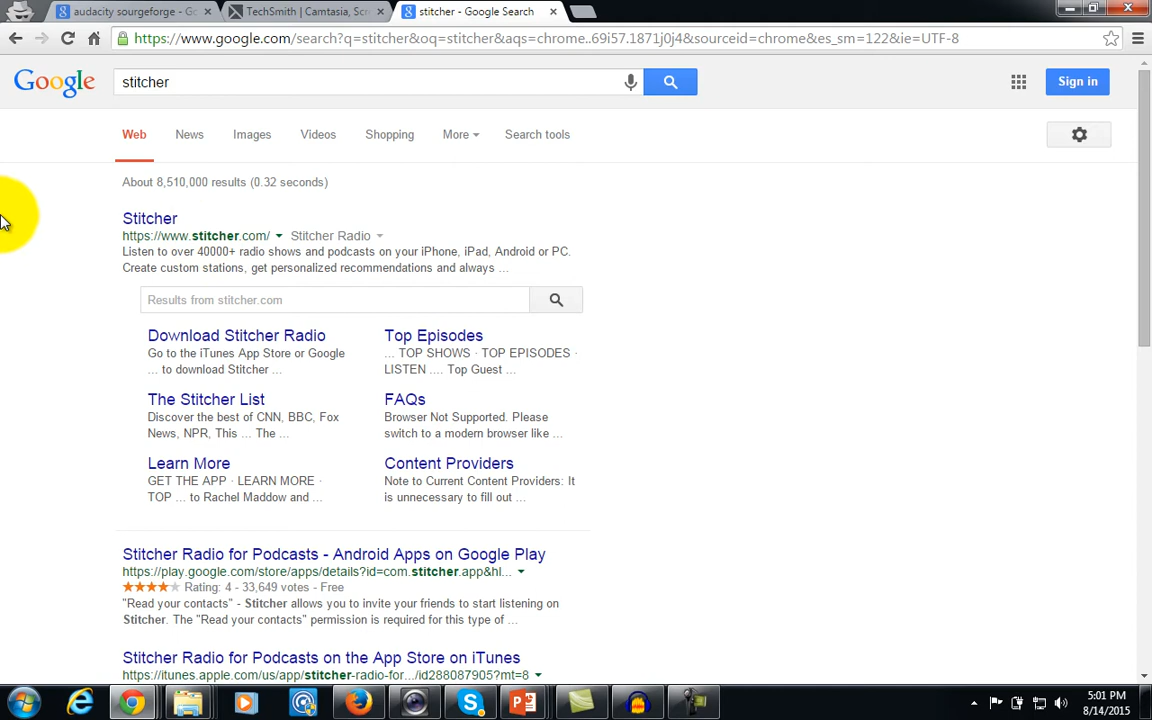 audacity sourgeforge - Go
TechSmith | Camtasia, Scr
stitcher - Google Search
https://www.google.com/search?q=stitcher&oq=stitcher&aqs=chrome..69i57.1871j0j4&sourceid=chrome&es_sm=122&ie=UTF-8
Google
stitcher
Sign in
Web
News
Images
Videos
Shopping
More
Search tools
About 8,510,000 results (0.32 seconds)
Stitcher
https://www.stitcher.com/ Stitcher Radio
Listen to over 40000+ radio shows and podcasts on your iPhone, iPad, Android or PC.
Create custom stations, get personalized recommendations and always ...
Results from stitcher.com
Download Stitcher Radio
Go to the iTunes App Store or Google
... to download Stitcher ...
Top Episodes
... TOP SHOWS · TOP EPISODES ·
LISTEN .... Top Guest ...
The Stitcher List
Discover the best of CNN, BBC, Fox
News, NPR, This ... The ...
FAQs
Browser Not Supported. Please
switch to a modern browser like ...
Learn More
GET THE APP · LEARN MORE ·
TOP ... to Rachel Maddow and ...
Content Providers
Note to Current Content Providers: It
is unnecessary to fill out ...
Stitcher Radio for Podcasts - Android Apps on Google Play
https://play.google.com/store/apps/details?id=com.stitcher.app&hl...
Rating: 4 - 33,649 votes - Free
"Read your contacts" - Stitcher allows you to invite your friends to start listening on
Stitcher. The "Read your contacts" permission is required for this type of ...
Stitcher Radio for Podcasts on the App Store on iTunes
https://itunes.apple.com/us/app/stitcher-radio-for.../id288087905?mt=8
5:01 PM
8/14/2015